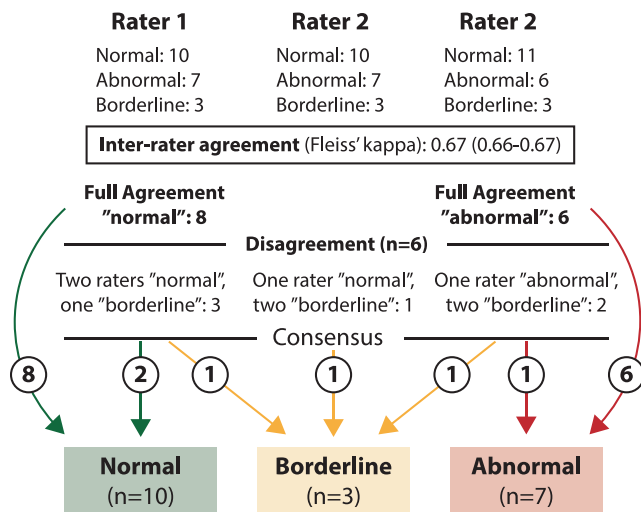 Rater 1
Rater 2
Rater 2
Normal: 10
Normal: 10
Normal: 11
Abnormal: 7
Abnormal: 7
Abnormal: 6
Borderline: 3
Borderline: 3
Borderline: 3
Inter-rater agreement (Fleiss’ kappa): 0.67 (0.66-0.67)
Full Agreement
”normal”: 8
Full Agreement
”abnormal”: 6
Disagreement (n=6)
Two raters ”normal”,
one ”borderline”: 3
One rater ”normal”,
two ”borderline”: 1
One rater ”abnormal”,
two ”borderline”: 2
Consensus
8
2
1
1
1
1
6
Normal
(n=10)
Borderline
(n=3)
Abnormal
(n=7)